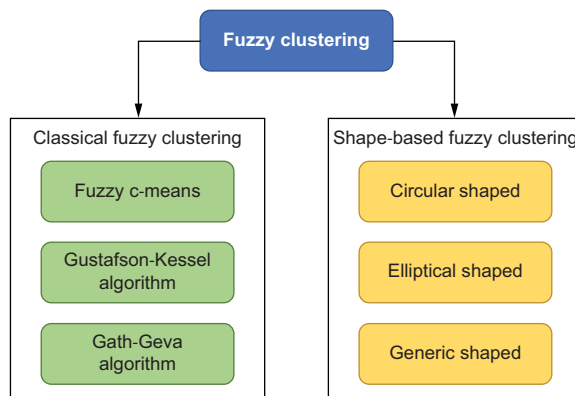 Fuzzy clustering
Classical fuzzy clustering
Fuzzy c-means
Gustafson-Kessel
algorithm
Gath-Geva
algorithm
Shape-based fuzzy clustering
Circular shaped
Elliptical shaped
Generic shaped